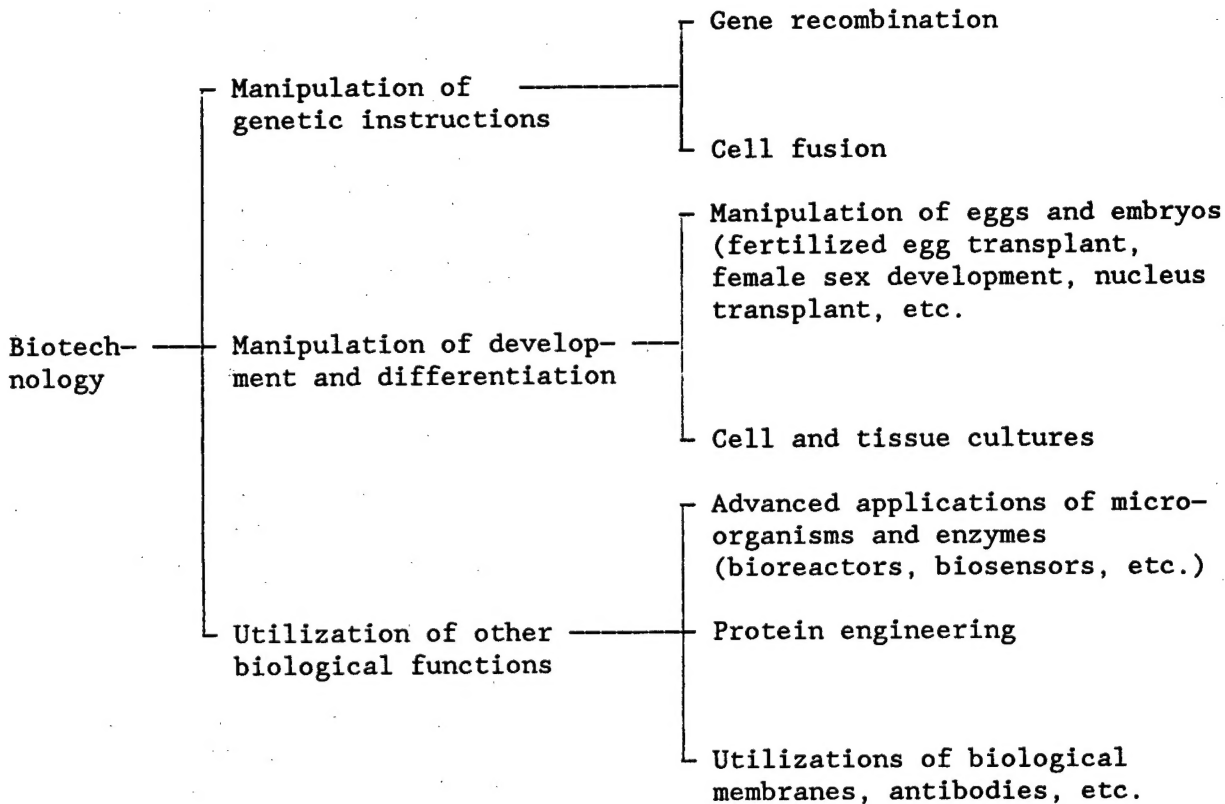 Gene recombination
Manipulation of
genetic instructions
Cell fusion
Manipulation of eggs and embryos
(fertilized egg transplant,
female sex development, nucleus
transplant, etc.
Biotech-
nology
Manipulation of develop-
ment and differentiation
Cell and tissue cultures
Advanced applications of micro-
organisms and enzymes
(bioreactors, biosensors, etc.)
Utilization of other
biological functions
Protein engineering
Utilizations of biological
membranes, antibodies, etc.